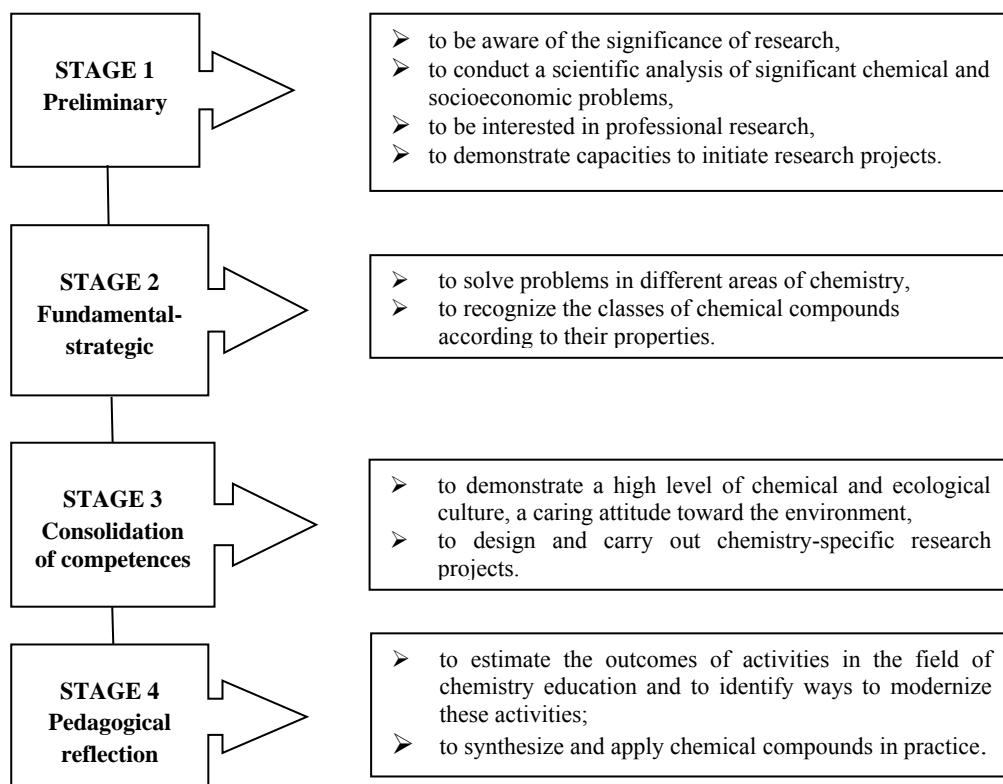 STAGE 1
Preliminary
➢ to be aware of the significance of research,
➢ to conduct a scientific analysis of significant chemical and
socioeconomic problems,
➢ to be interested in professional research,
➢ to demonstrate capacities to initiate research projects.
STAGE 2
Fundamental-
strategic
➢ to solve problems in different areas of chemistry,
➢ to recognize the classes of chemical compounds
according to their properties.
STAGE 3
Consolidation
of competences
➢ to demonstrate a high level of chemical and ecological
culture, a caring attitude toward the environment,
➢ to design and carry out chemistry-specific research
projects.
STAGE 4
Pedagogical
reflection
➢ to estimate the outcomes of activities in the field of
chemistry education and to identify ways to modernize
these activities;
➢ to synthesize and apply chemical compounds in practice.